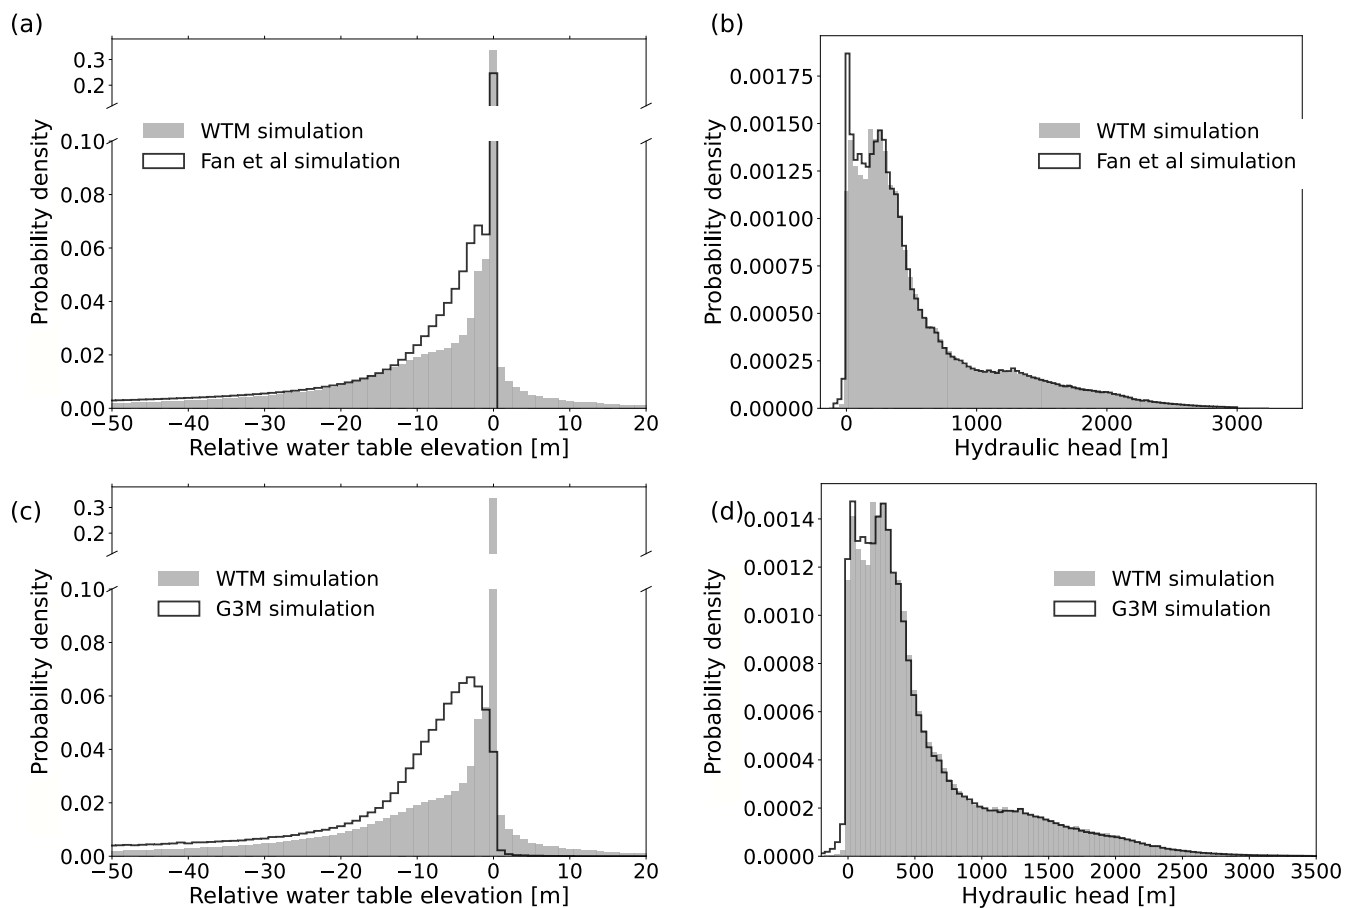 (a)
0.3
0.2
0.10
0.08
0.06
0.04
0.02
0.00
Probability density
WTM simulation
Fan et al simulation
−50 −40 −30 −20 −10 0 10 20
Relative water table elevation [m]
(b)
0.00175
0.00150
0.00125
0.00100
0.00075
0.00050
0.00025
0.00000
Probability density
WTM simulation
Fan et al simulation
0 1000 2000 3000
Hydraulic head [m]
(c)
0.3
0.2
0.10
0.08
0.06
0.04
0.02
0.00
Probability density
WTM simulation
G3M simulation
−50 −40 −30 −20 −10 0 10 20
Relative water table elevation [m]
(d)
0.0014
0.0012
0.0010
0.0008
0.0006
0.0004
0.0002
0.0000
Probability density
WTM simulation
G3M simulation
0 500 1000 1500 2000 2500 3000 3500
Hydraulic head [m]